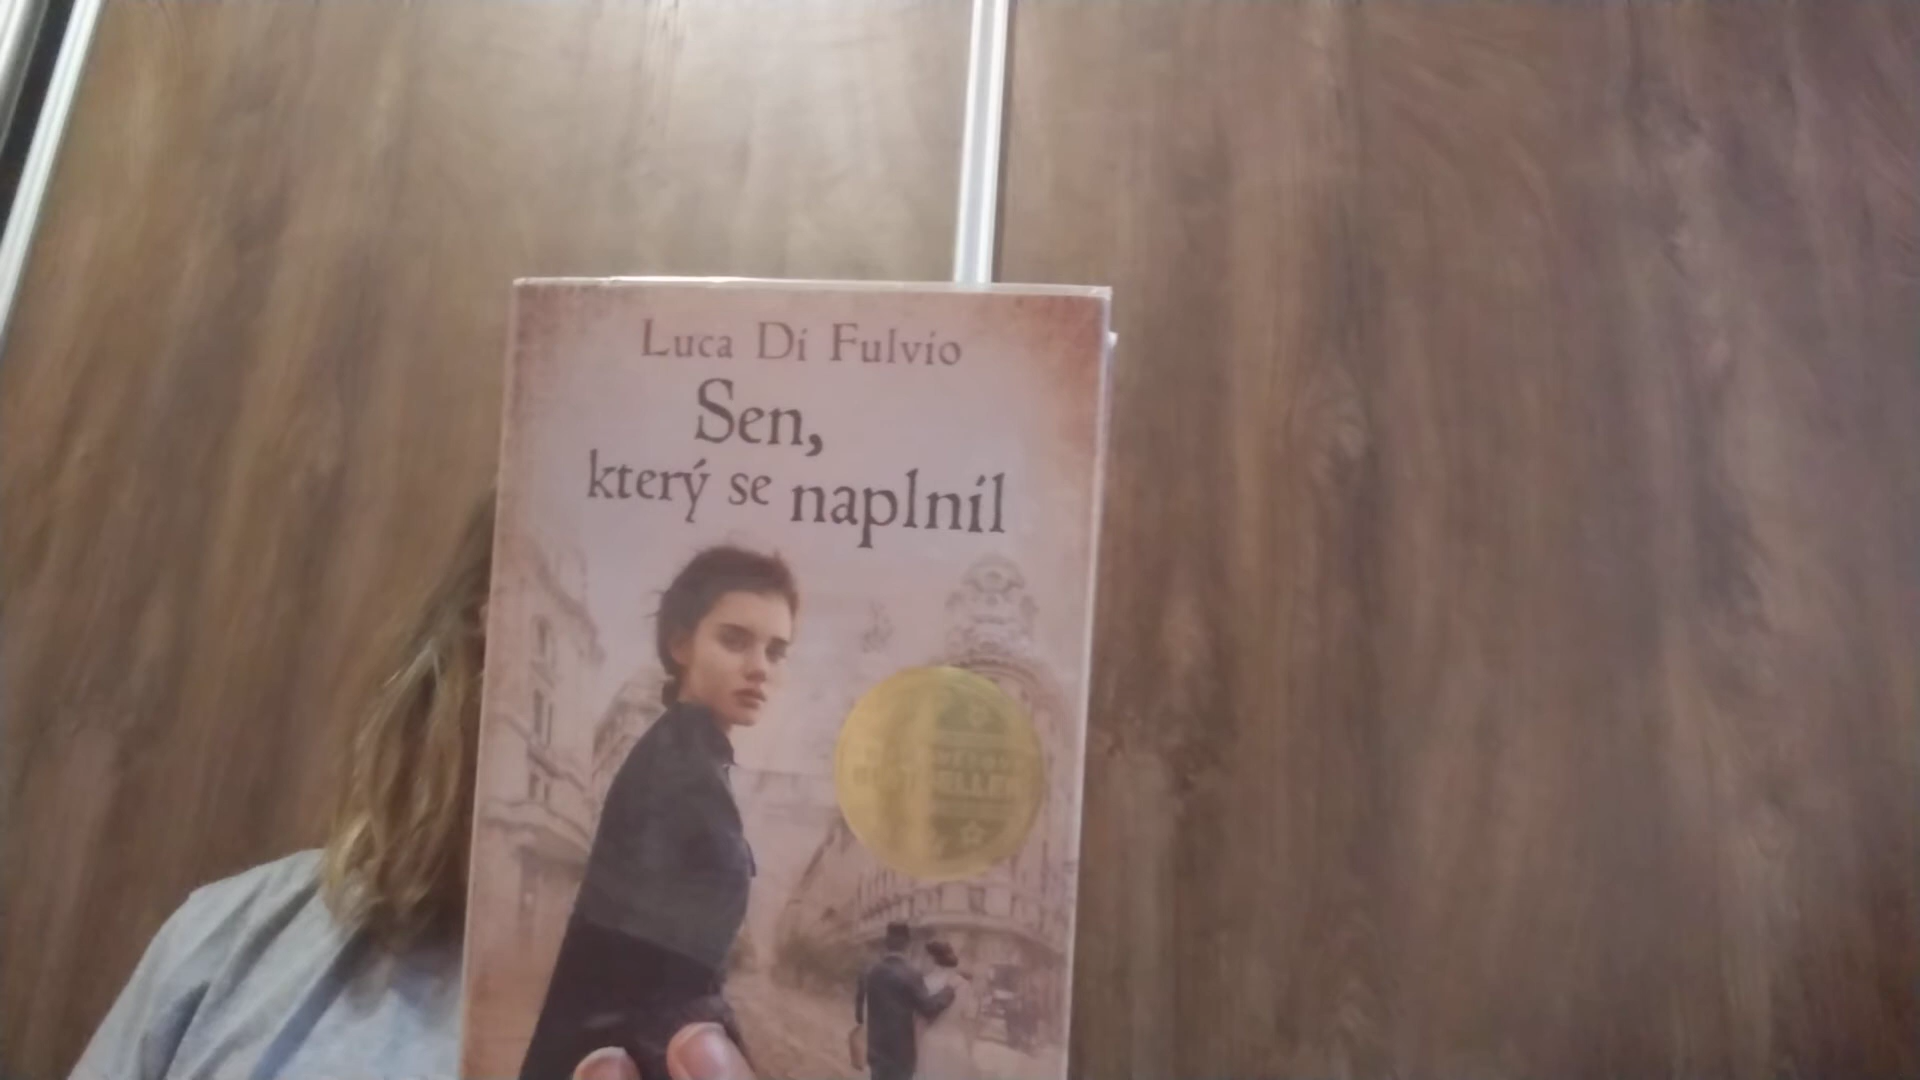 Luca Di Fulvio
Sen,
který se naplnil